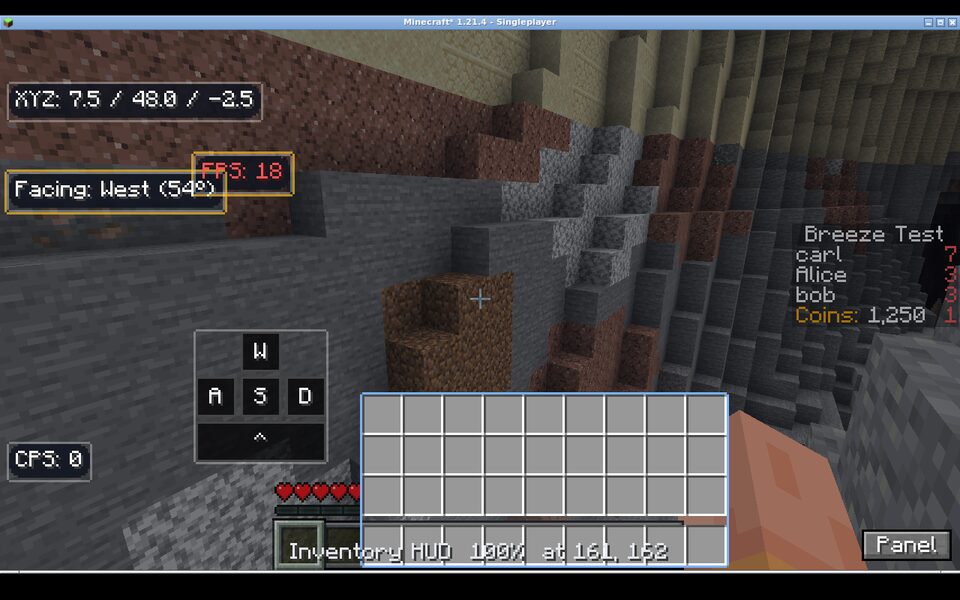 Minecraft* 1.21.4 - Singleplayer
XYZ: 7.5 / 48.0 / -2.5
FPS: 18
Facing: West (54º)
Breeze Test
carl 7
Alice 3
bob 3
Coins: 1,250 1
W
A S D
^
CPS: 0
Inventory HUD 100% at 161, 162
Panel